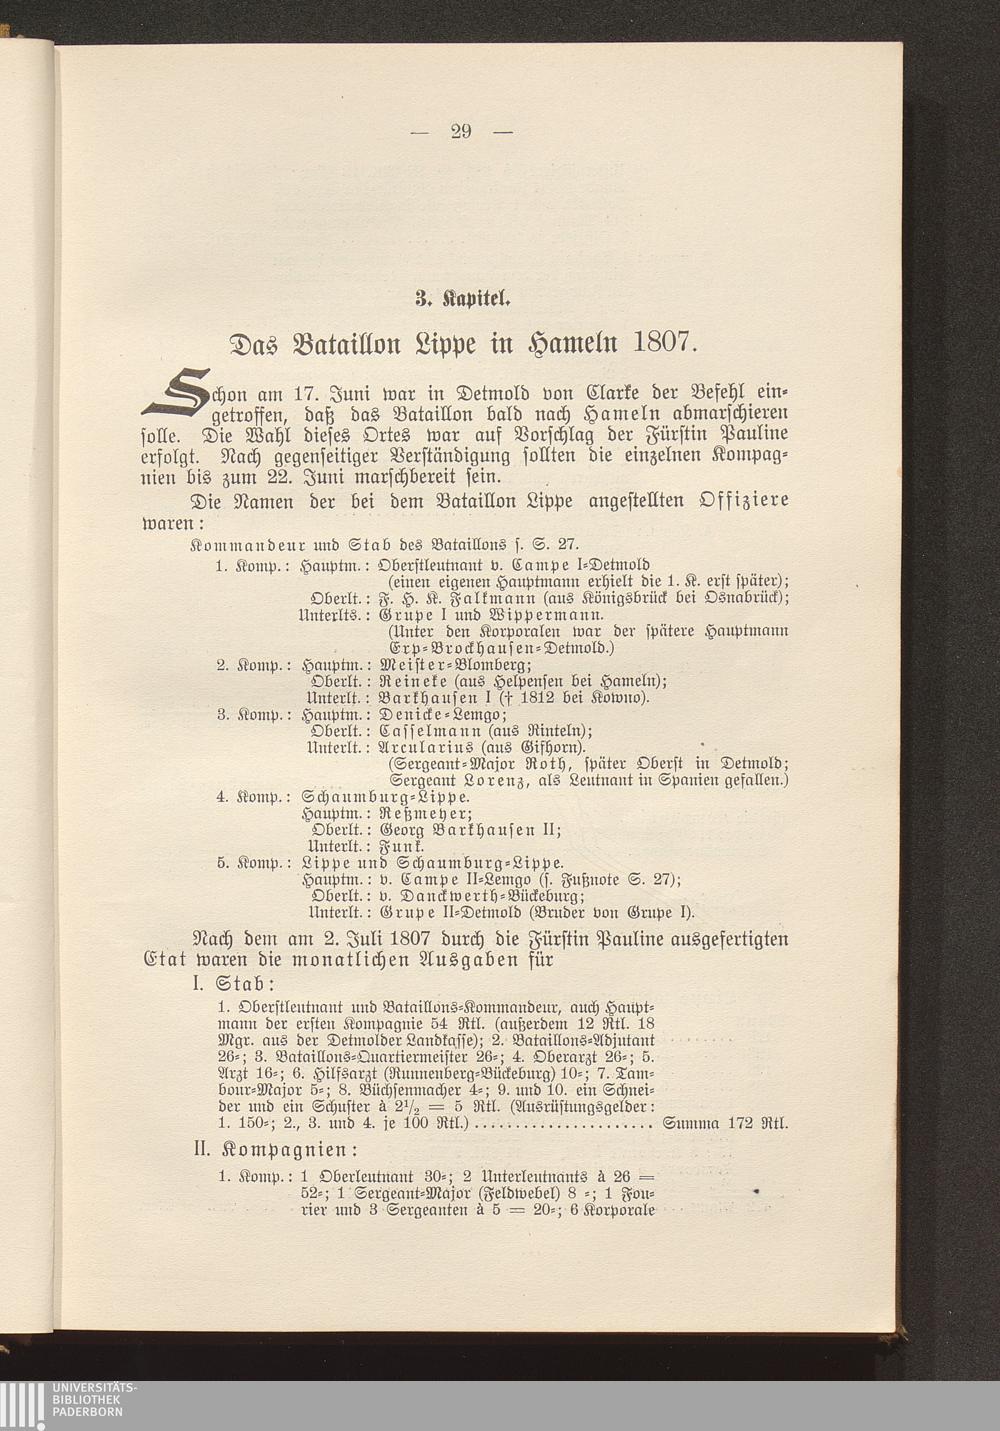 — 29 —
3. Kapitel.
Das Bataillon Lippe in Hameln 1807.
Schon am 17. Juni war in Detmold von Clarke der Befehl ein-
getroffen, daß das Bataillon bald nach Hameln abmarschieren
solle. Die Wahl dieses Ortes war auf Vorschlag der Fürstin Pauline
erfolgt. Nach gegenseitiger Verständigung sollten die einzelnen Kompag-
nien bis zum 22. Juni marschbereit sein.
Die Namen der bei dem Bataillon Lippe angestellten Offiziere
waren:
Kommandeur und Stab des Bataillons s. S. 27.
1. Komp.: Hauptm.: Oberstleutnant v. Campe I-Detmold
(einen eigenen Hauptmann erhielt die 1. K. erst später);
Oberlt.: F. H. K. Falkmann (aus Königsbrück bei Osnabrück);
Unterlts.: Grupe I und Wippermann.
(Unter den Korporalen war der spätere Hauptmann
Erp-Brockhausen-Detmold.)
2. Komp.: Hauptm.: Meister-Blomberg;
Oberlt.: Reineke (aus Helpensen bei Hameln);
Unterlt.: Barkhausen I († 1812 bei Kowno).
3. Komp.: Hauptm.: Denicke-Lemgo;
Oberlt.: Casselmann (aus Rinteln);
Unterlt.: Arcularius (aus Gifhorn).
(Sergeant-Major Roth, später Oberst in Detmold;
Sergeant Lorenz, als Leutnant in Spanien gefallen.)
4. Komp.: Schaumburg-Lippe.
Hauptm.: Reßmeyer;
Oberlt.: Georg Barkhausen II;
Unterlt.: Funk.
5. Komp.: Lippe und Schaumburg-Lippe.
Hauptm.: v. Campe II-Lemgo (s. Fußnote S. 27);
Oberlt.: v. Danckwerth-Bückeburg;
Unterlt.: Grupe II-Detmold (Bruder von Grupe I).
Nach dem am 2. Juli 1807 durch die Fürstin Pauline ausgefertigten
Etat waren die monatlichen Ausgaben für
I. Stab:
1. Oberstleutnant und Bataillons-Kommandeur, auch Haupt-
mann der ersten Kompagnie 54 Rtl. (außerdem 12 Rtl. 18
Mgr. aus der Detmolder Landkasse); 2. Bataillons-Adjutant
26-; 3. Bataillons-Quartiermeister 26-; 4. Oberarzt 26-; 5.
Arzt 16-; 6. Hilfsarzt (Runnenberg-Bückeburg) 10-; 7. Tam-
bour-Major 5-; 8. Büchsenmacher 4-; 9. und 10. ein Schnei-
der und ein Schuster à 2½ = 5 Rtl. (Ausrüstungsgelder:
1. 150-; 2., 3. und 4. je 100 Rtl.) ...................... Summa 172 Rtl.
II. Kompagnien:
1. Komp.: 1 Oberleutnant 30-; 2 Unterleutnants à 26 =
52-; 1 Sergeant-Major (Feldwebel) 8 -; 1 Fou-
rier und 3 Sergeanten à 5 = 20-; 6 Korporale
UNIVERSITÄTS-
BIBLIOTHEK
PADERBORN